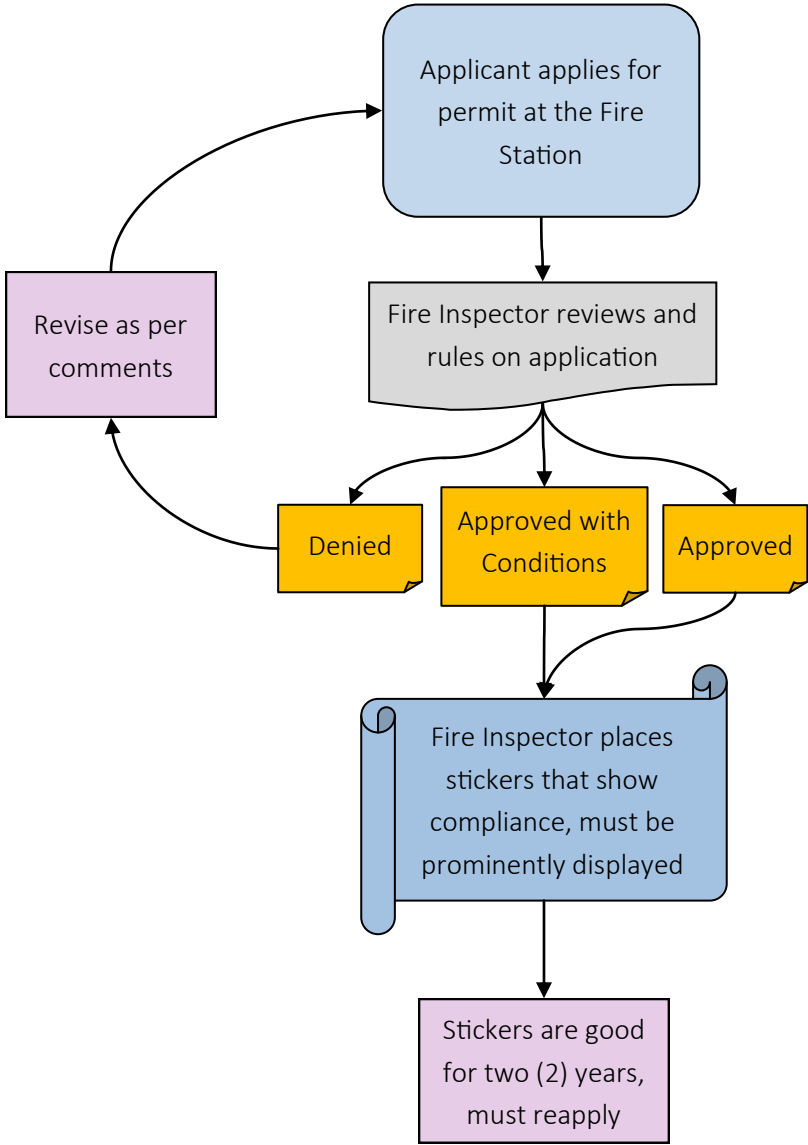 Applicant applies for
permit at the Fire
Station
Revise as per
comments
Fire Inspector reviews and
rules on application
Denied
Approved with
Conditions
Approved
Fire Inspector places
stickers that show
compliance, must be
prominently displayed
Stickers are good
for two (2) years,
must reapply